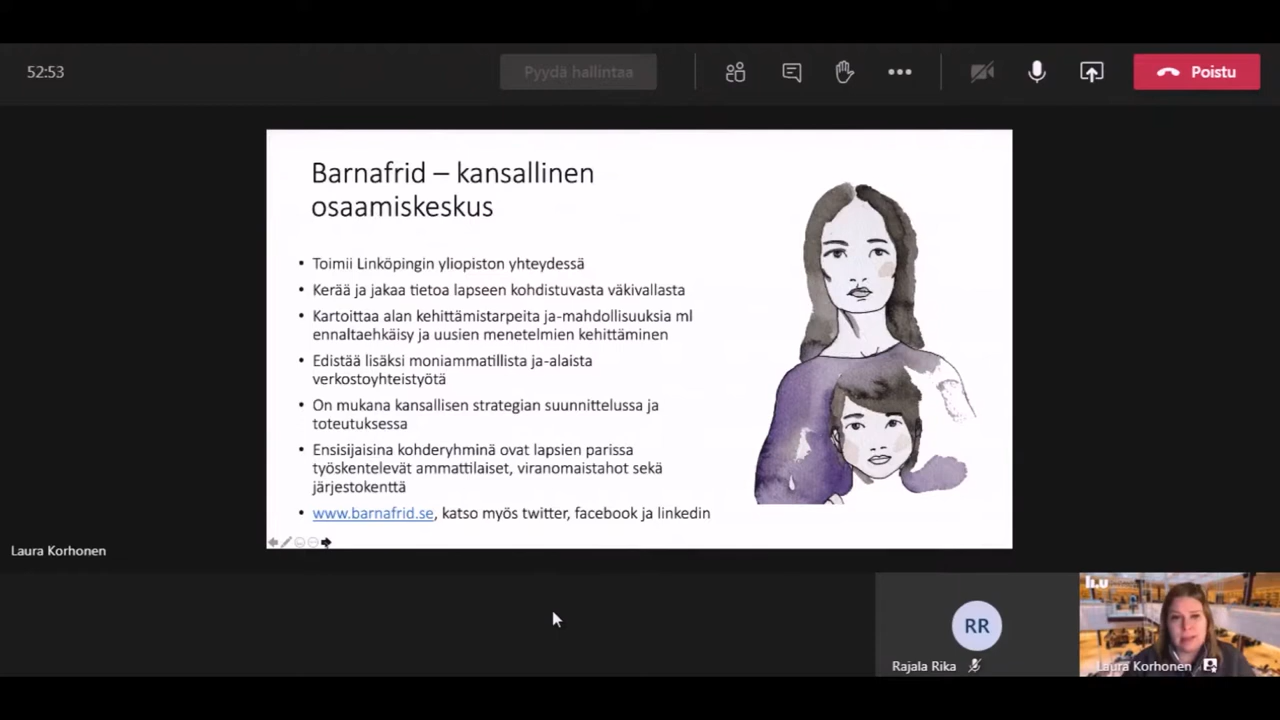 52:53
Pyydä hallintaa
Poistu
Barnafrid – kansallinen
osaamiskeskus
• Toimii Linköpingin yliopiston yhteydessä
• Kerää ja jakaa tietoa lapseen kohdistuvasta väkivallasta
• Kartoittaa alan kehittämistarpeita ja-mahdollisuuksia ml
ennaltaehkäisy ja uusien menetelmien kehittäminen
• Edistää lisäksi moniammatillista ja-alaista
verkostoyhteistyötä
• On mukana kansallisen strategian suunnittelussa ja
toteutuksessa
• Ensisijaisina kohderyhminä ovat lapsien parissa
työskentelevät ammattilaiset, viranomaistahot sekä
järjestokenttä
• www.barnafrid.se, katso myös twitter, facebook ja linkedin
Laura Korhonen
RR
Rajala Rika
li.u
Laura Korhonen